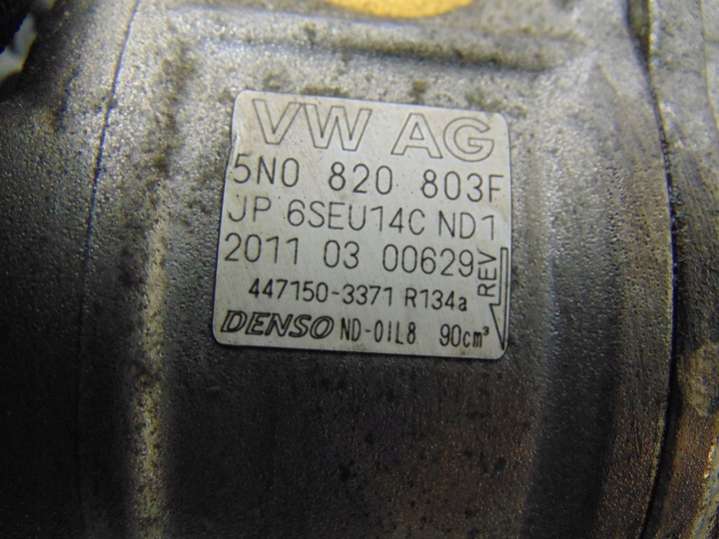 VW AG
5N0 820 803F
JP 6SEU14C ND1
2011 03 00629
REV
447150-3371 R134a
DENSO ND-OIL8 90cm³